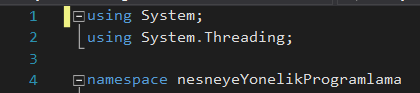 1 using System;
2 using System.Threading;
3
4 namespace nesneyeYonelikProgramlama